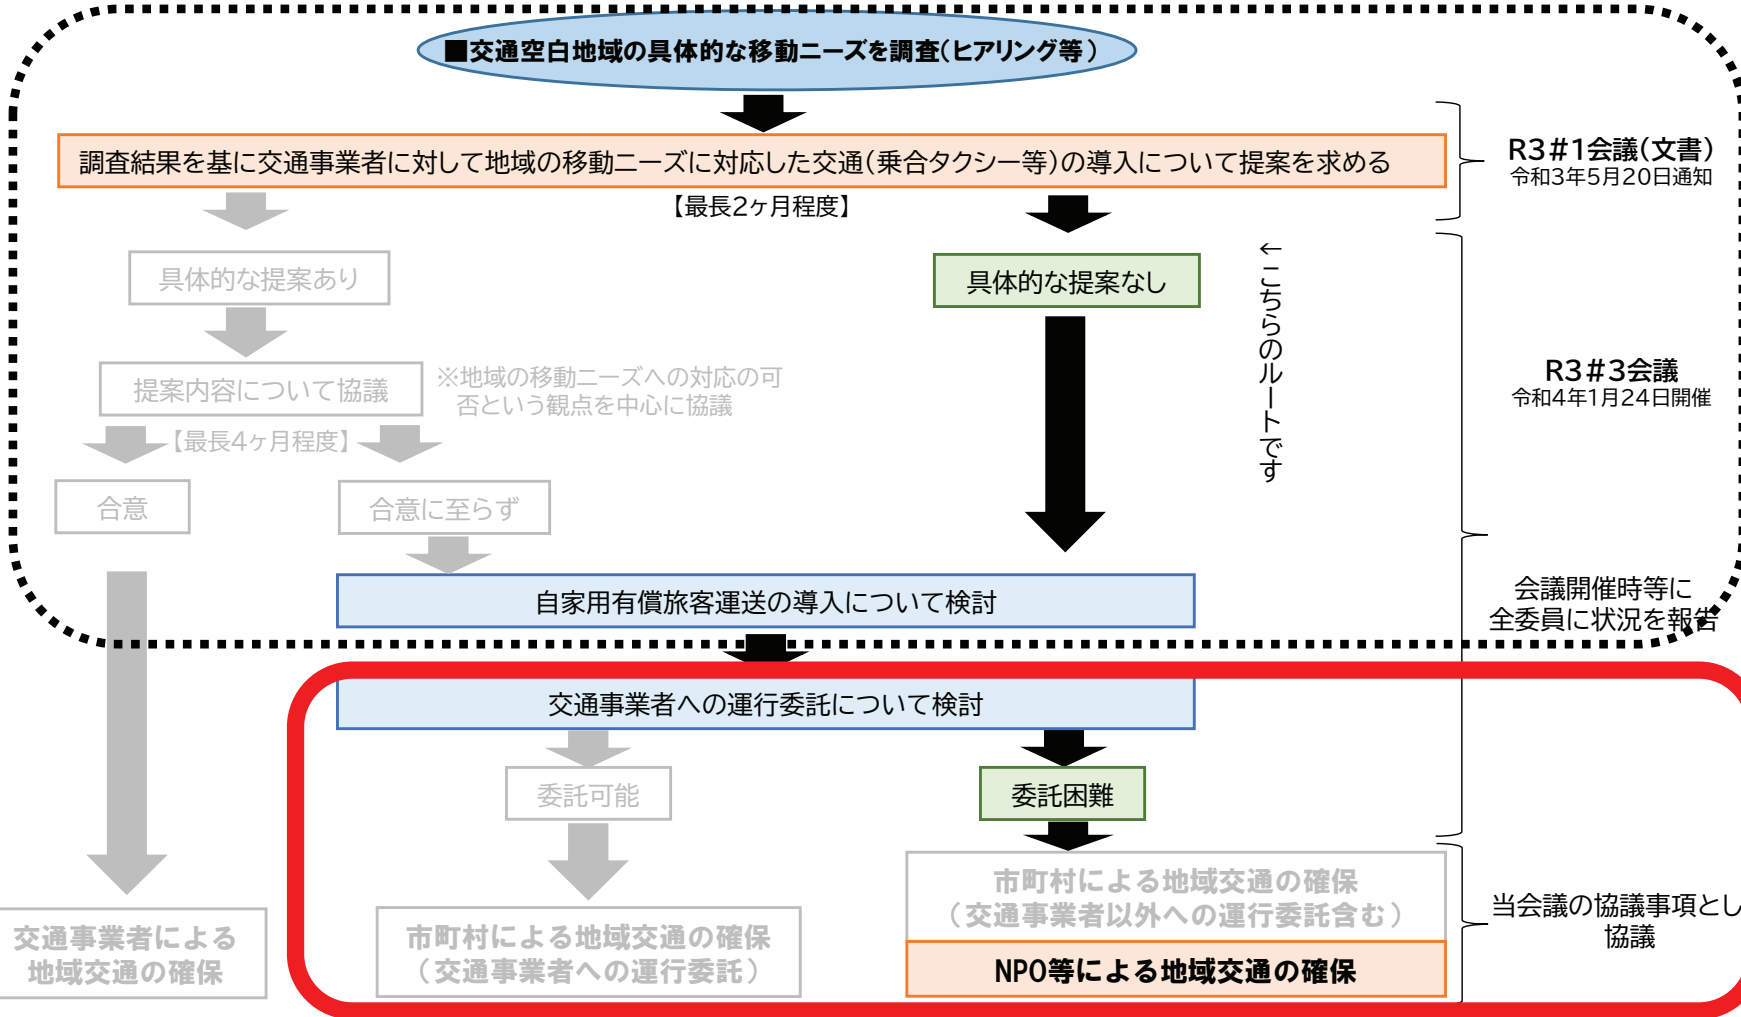 ■交通空白地域の具体的な移動ニーズを調査(ヒアリング等)
調査結果を基に交通事業者に対して地域の移動ニーズに対応した交通(乗合タクシー等)の導入について提案を求める
R3#1会議(文書)
令和3年5月20日通知
【最長2ヶ月程度】
具体的な提案あり
具体的な提案なし
←こちらのルートです
提案内容について協議
※地域の移動ニーズへの対応の可
否という観点を中心に協議
R3#3会議
令和4年1月24日開催
【最長4ヶ月程度】
合意
合意に至らず
自家用有償旅客運送の導入について検討
会議開催時等に
全委員に状況を報告
交通事業者への運行委託について検討
委託可能
委託困難
市町村による地域交通の確保
(交通事業者以外への運行委託含む)
当会議の協議事項とし
協議
交通事業者による
地域交通の確保
市町村による地域交通の確保
(交通事業者への運行委託)
NPO等による地域交通の確保